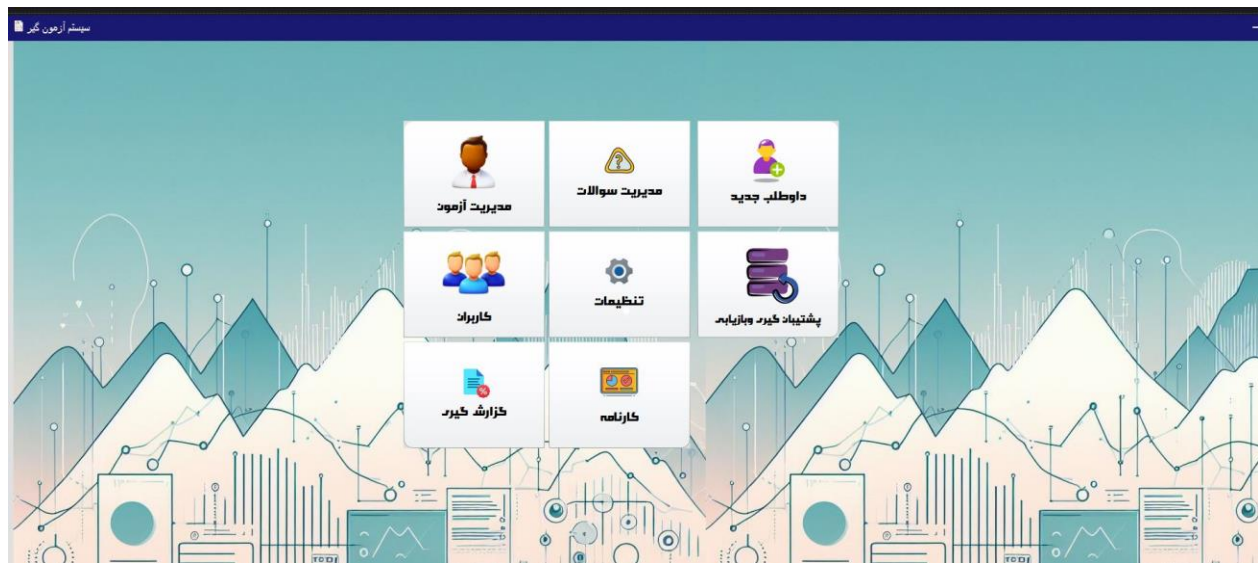 سیستم آزمون گیر
داوطلب جدید
مدیریت سوالات
مدیریت آزمون
پشتیبان گیری وبازیابی
تنظیمات
کاربران
کارنامه
گزارش گیری